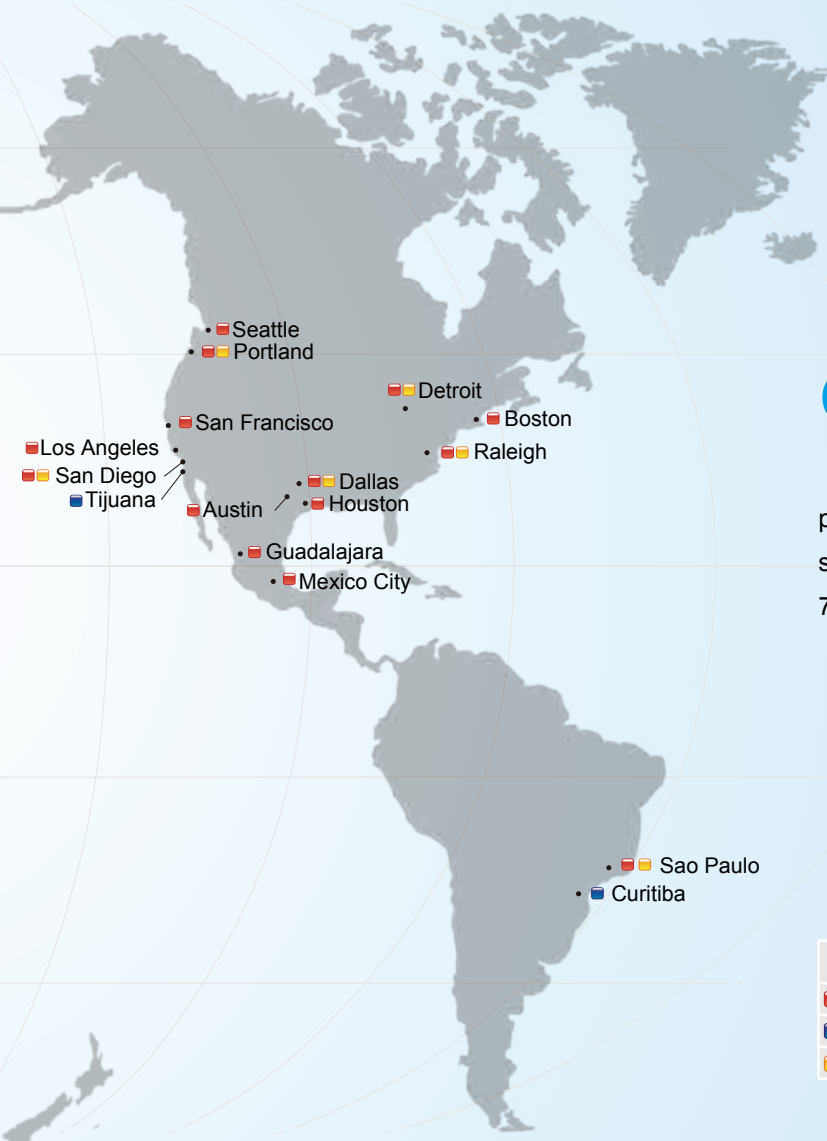 Seattle
Portland
Detroit
San Francisco
Boston
Los Angeles
Raleigh
San Diego
Dallas
Tijuana
Austin
Houston
Guadalajara
Mexico City
Sao Paulo
Curitiba
p
s
7